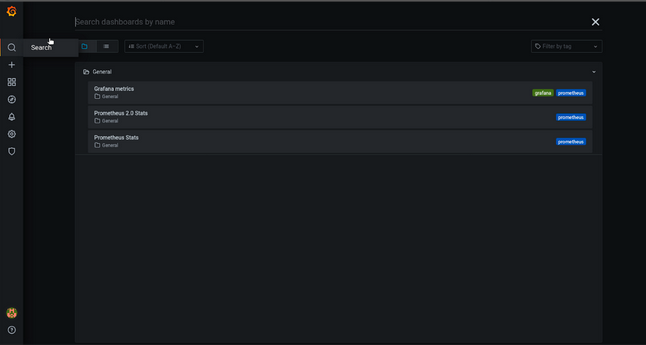 Search dashboards by name
Search
Sort (Default A–Z)
Filter by tag
General
Grafana metrics
General
grafana
prometheus
Prometheus 2.0 Stats
General
prometheus
Prometheus Stats
General
prometheus